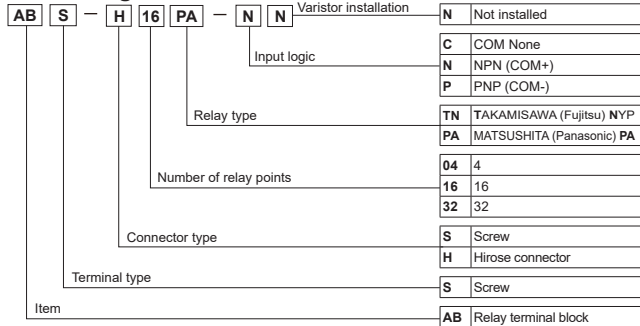 AB S - H 16 PA - N N
Varistor installation
N Not installed
Input logic
C COM None
N NPN (COM+)
P PNP (COM-)
Relay type
TN TAKAMISAWA (Fujitsu) NYP
PA MATSUSHITA (Panasonic) PA
Number of relay points
04 4
16 16
32 32
Connector type
S Screw
H Hirose connector
Terminal type
S Screw
Item
AB Relay terminal block